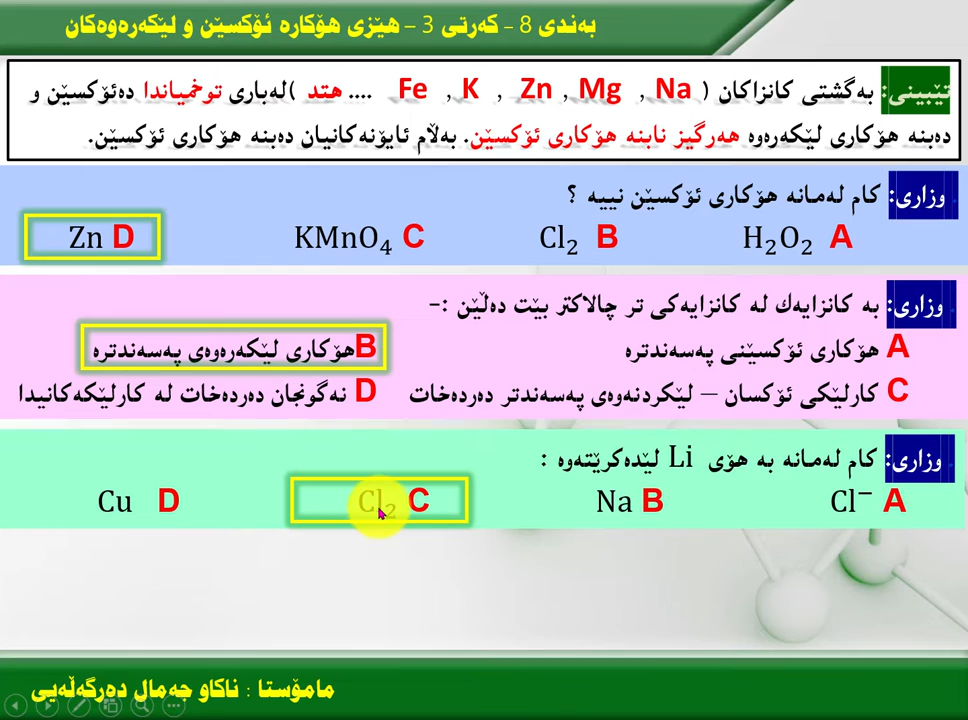 بەندی 8 - کەرتی 3 - هێزی هۆکارە ئۆکسێن و لێکەرەوەکان
تێبینی: بەگشتی کانزاکان ( Na , Mg , Zn , K , Fe .... هتد )لەباری توخمیاندا دەئۆکسێن و
دەبنە هۆکاری لێکەرەوە هەرگیز نابنە هۆکاری ئۆکسێن. بەڵام ئایۆنەکانیان دەبنە هۆکاری ئۆکسێن.
وزاری: کام لەمانە هۆکاری ئۆکسێن نییە ؟
A H₂O₂ B Cl₂ C KMnO₄ D Zn
وزاری: بە کانزایەك لە کانزایەکی تر چالاکتر بێت دەڵێن :-
A هۆکاری ئۆکسێنی پەسەندترە B هۆکاری لێکەرەوەی پەسەندترە
C کارلێکی ئۆکسان – لێکردنەوەی پەسەندتر دەردەخات D نەگونجان دەردەخات لە کارلێکەکانیدا
وزاری: کام لەمانە بە هۆی Li لێدەکرێتەوە :
A Cl⁻ B Na C Cl₂ D Cu
مامۆستا : ناکاو جەمال دەرگەڵەیی